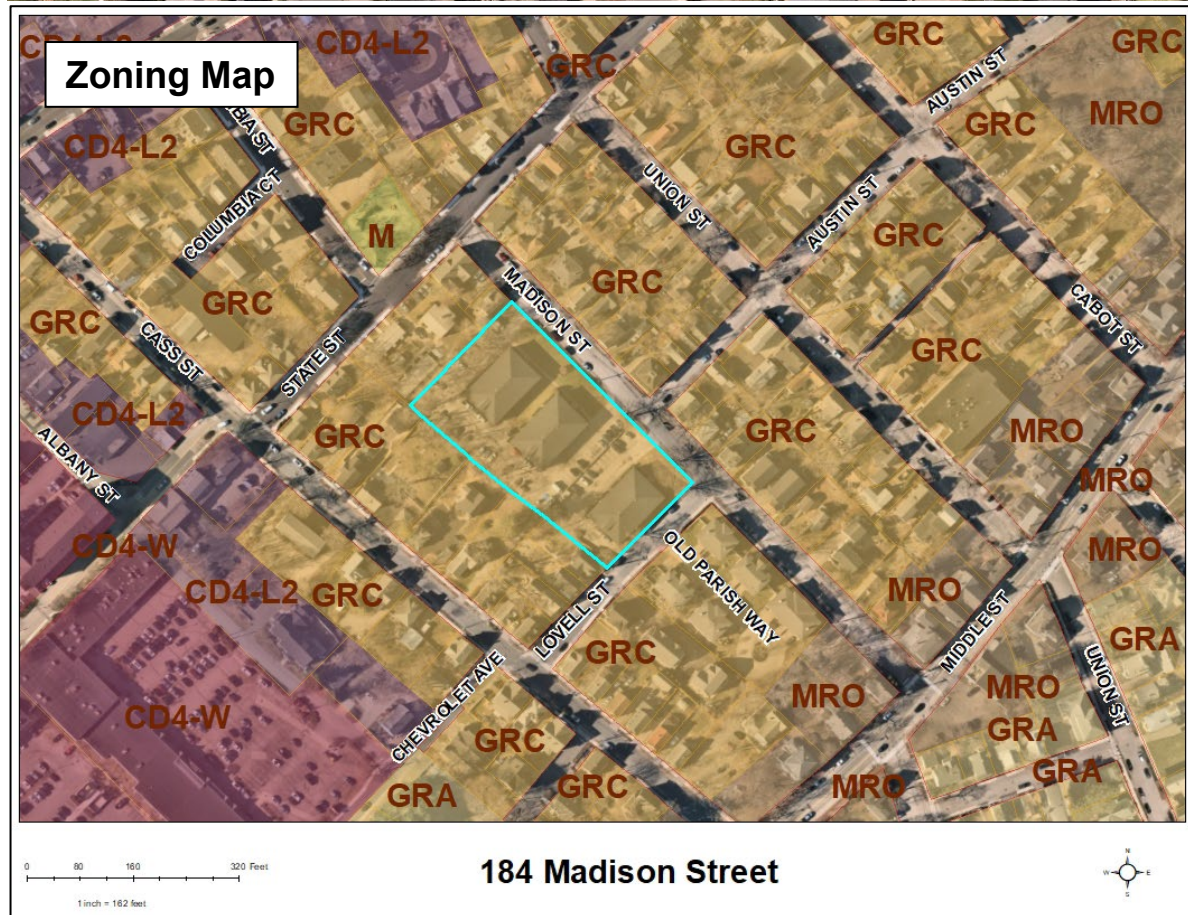 Zoning Map
CD4-L2
GRC
GRC
GRC
GRC
AUSTIN ST
MRO
GRC
CD4-L2
BIA ST
COLUMBIA CT
M
GRC
UNION ST
AUSTIN ST
GRC
GRC
MADISON ST
GRC
GRC
CASS ST
STATE ST
CABOT ST
GRC
CD4-L2
GRC
GRC
MRO
ALBANY ST
MRO
CD4-W
CD4-L2
GRC
OLD PARISH WAY
MRO
MRO
LOVELL ST
MIDDLE ST
GRC
GRA
UNION ST
CD4-W
CHEVROLET AVE
MRO
MRO
GRA
GRC
GRA
GRC
MRO
GRA
0 80 160 320 Feet
1 inch = 162 feet
184 Madison Street
N
W
E
S